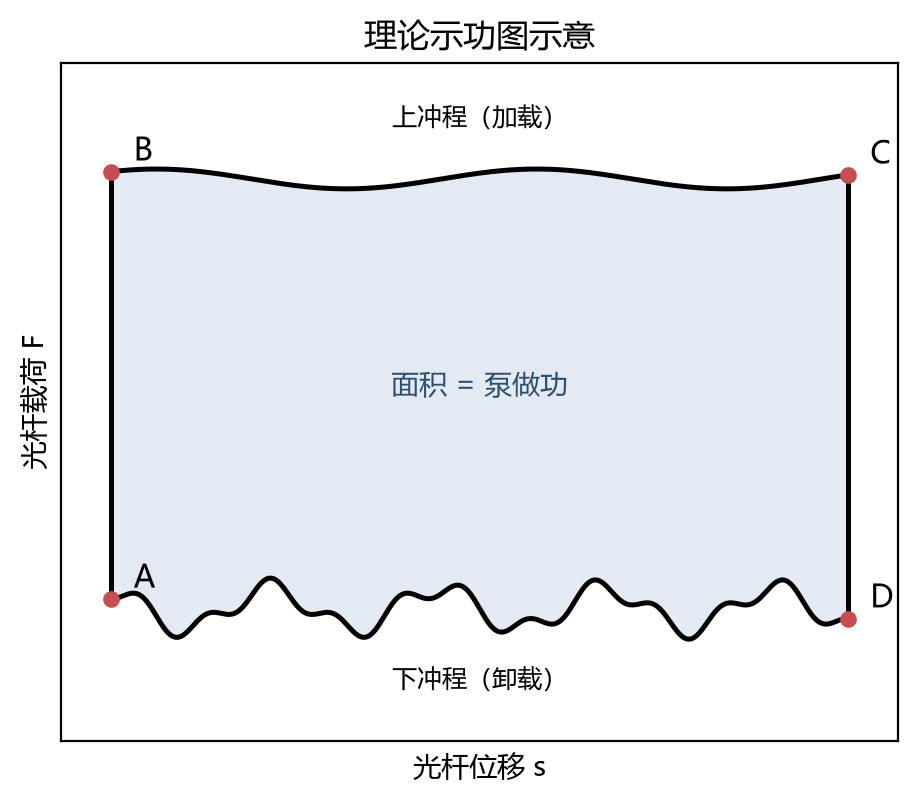 理论示功图示意
上冲程（加载）
B
C
光杆载荷 F
面积 = 泵做功
A
D
下冲程（卸载）
光杆位移 s